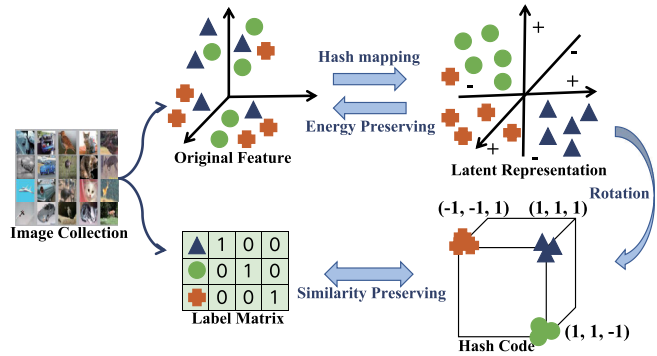 Hash mapping
Energy Preserving
Original Feature
+
-
+
-
+
-
Latent Representation
Image Collection
Rotation
(-1, -1, 1)
(1, 1, 1)
1 0 0
0 1 0
0 0 1
Similarity Preserving
Label Matrix
(1, 1, -1)
Hash Code